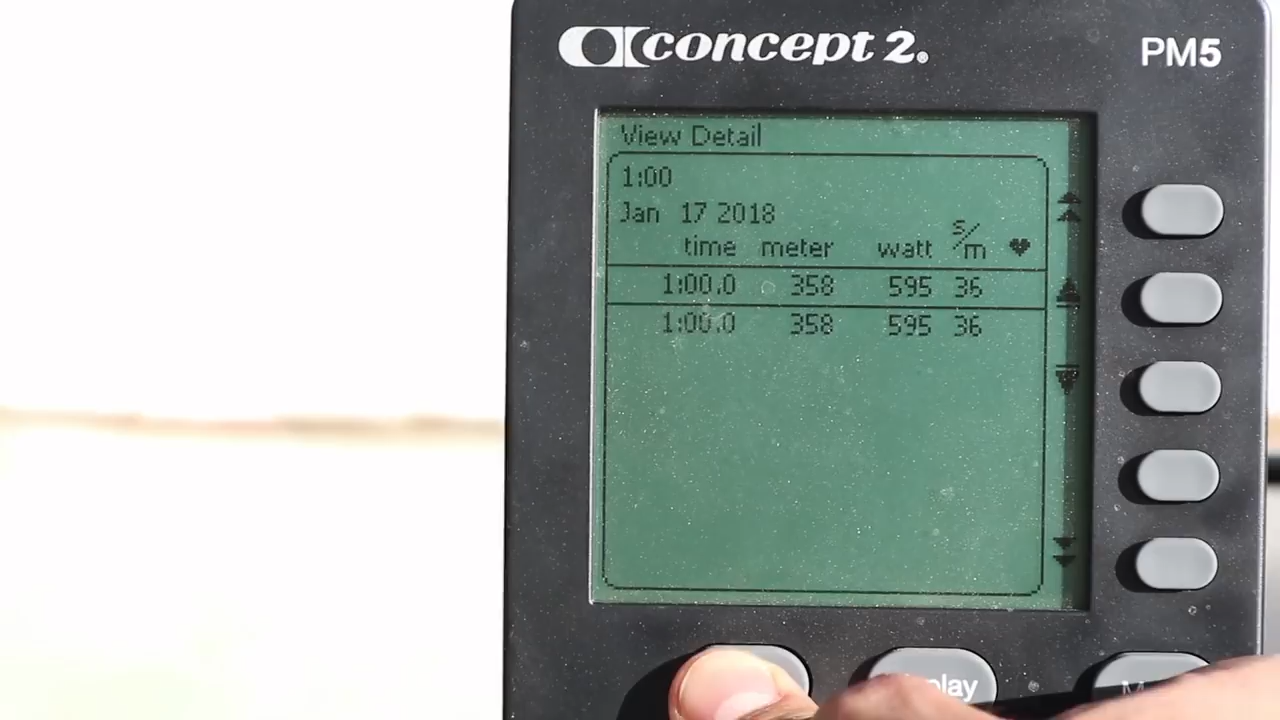 concept 2®
PM5
View Detail
1:00
Jan 17 2018
time meter watt s/m ♥
1:00.0 358 595 36
1:00.0 358 595 36